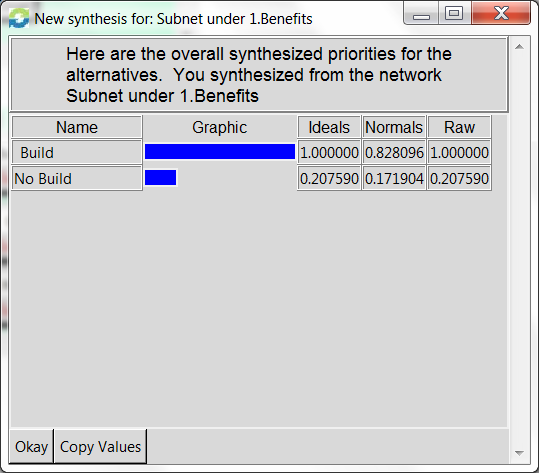 New synthesis for: Subnet under 1.Benefits
Here are the overall synthesized priorities for the
alternatives.  You synthesized from the network
Subnet under 1.Benefits
Name Graphic Ideals Normals Raw
Build 1.000000 0.828096 1.000000
No Build 0.207590 0.171904 0.207590
Okay Copy Values